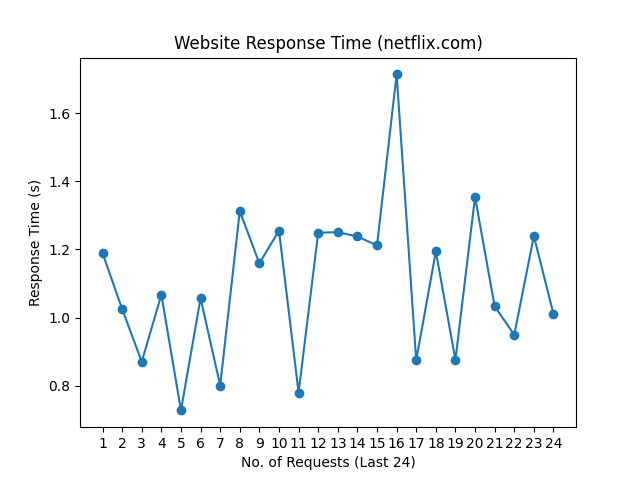 Website Response Time (netflix.com)
Response Time (s)
1.6
1.4
1.2
1.0
0.8
1 2 3 4 5 6 7 8 9 10 11 12 13 14 15 16 17 18 19 20 21 22 23 24
No. of Requests (Last 24)